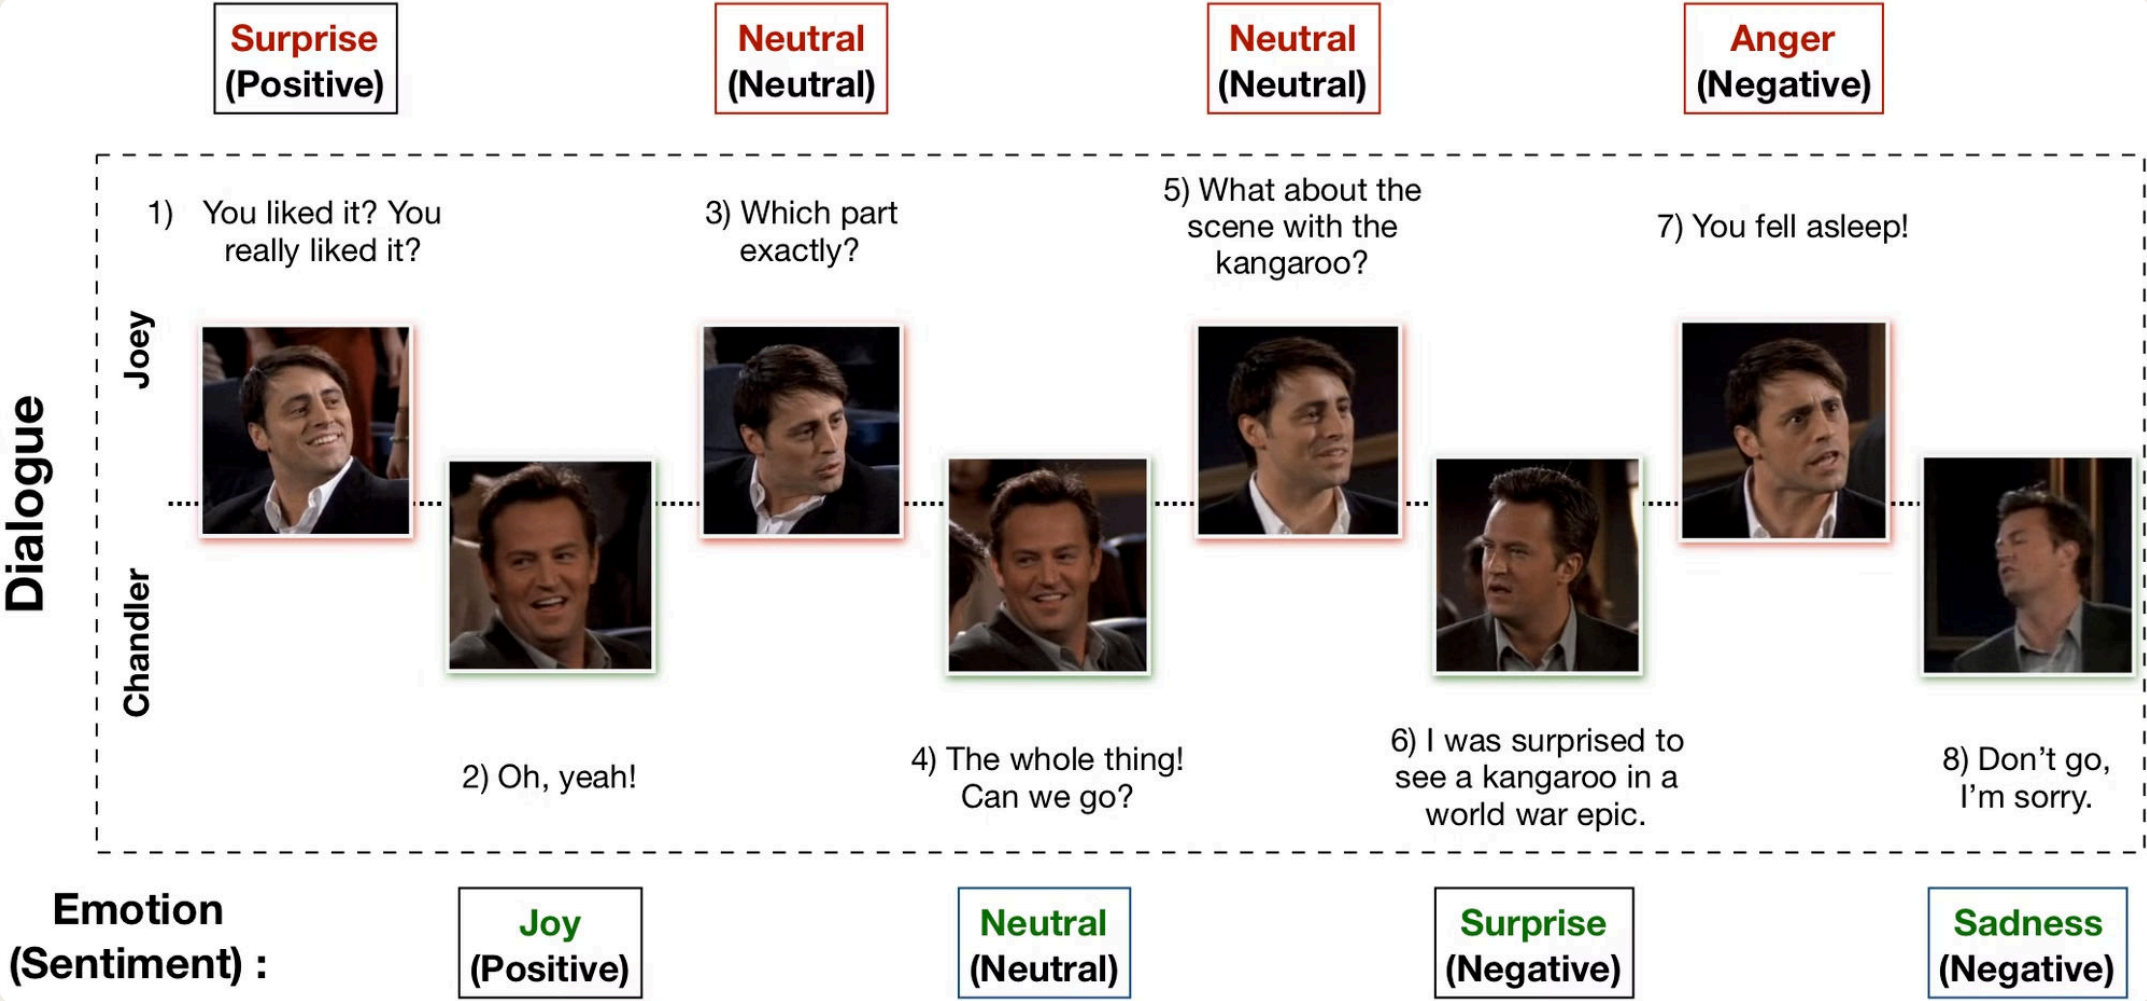 Surprise
(Positive)
Neutral
(Neutral)
Neutral
(Neutral)
Anger
(Negative)
1) You liked it? You
really liked it?
3) Which part
exactly?
5) What about the
scene with the
kangaroo?
7) You fell asleep!
Dialogue
Joey
Chandler
2) Oh, yeah!
4) The whole thing!
Can we go?
6) I was surprised to
see a kangaroo in a
world war epic.
8) Don't go,
I'm sorry.
Emotion
(Sentiment) :
Joy
(Positive)
Neutral
(Neutral)
Surprise
(Negative)
Sadness
(Negative)